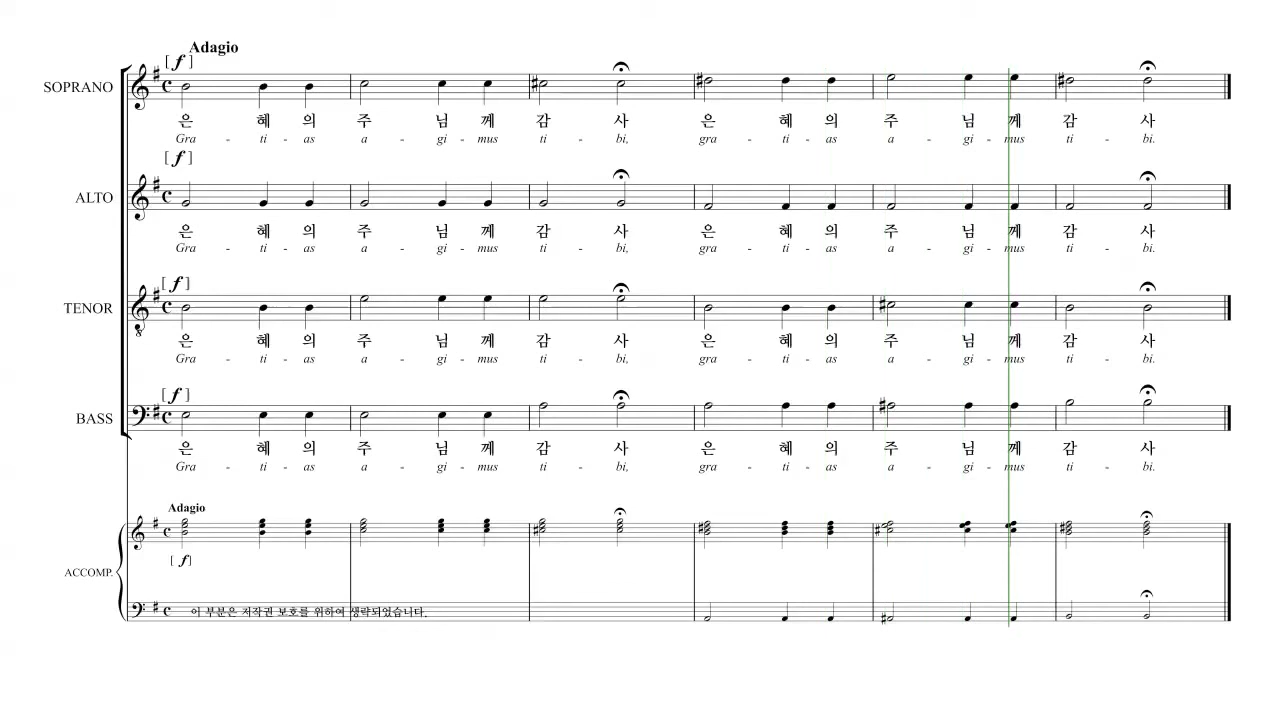 Adagio
[ f ]
SOPRANO
은 혜 의 주 님 께 감 사 은 혜 의 주 님 께 감 사
Gra - ti - as a - gi - mus ti - bi, gra - ti - as a - gi - mus ti - bi.
[ f ]
ALTO
은 혜 의 주 님 께 감 사 은 혜 의 주 님 께 감 사
Gra - ti - as a - gi - mus ti - bi, gra - ti - as a - gi - mus ti - bi.
[ f ]
TENOR
8
은 혜 의 주 님 께 감 사 은 혜 의 주 님 께 감 사
Gra - ti - as a - gi - mus ti - bi, gra - ti - as a - gi - mus ti - bi.
[ f ]
BASS
은 혜 의 주 님 께 감 사 은 혜 의 주 님 께 감 사
Gra - ti - as a - gi - mus ti - bi, gra - ti - as a - gi - mus ti - bi.
Adagio
[ f ]
ACCOMP.
이 부분은 저작권 보호를 위하여 생략되었습니다.